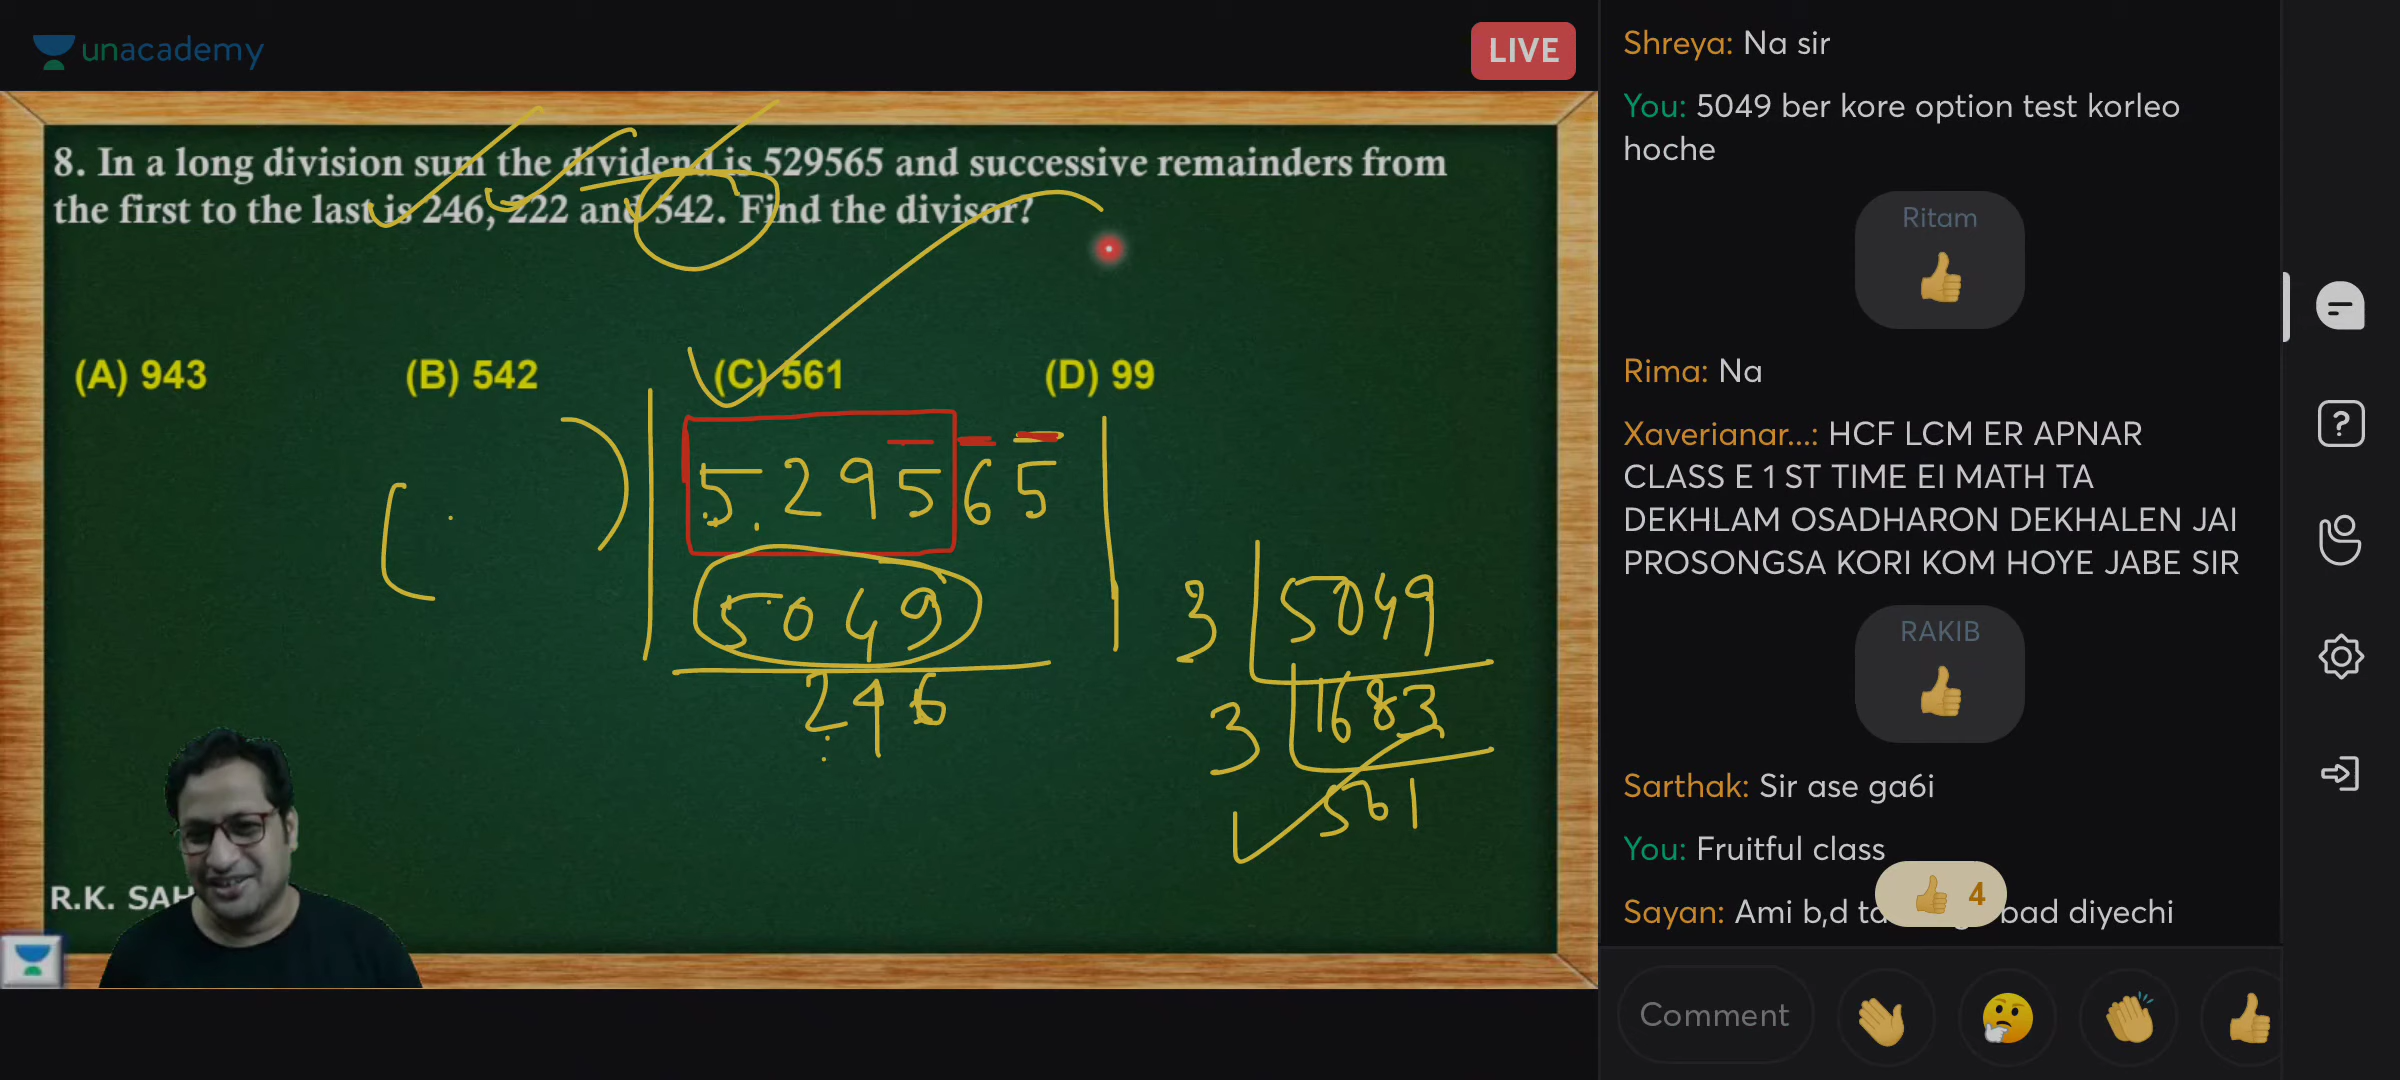 unacademy
LIVE
8. In a long division sum the dividend is 529565 and successive remainders from
the first to the last is 246, 222 and 542. Find the divisor?
(A) 943 (B) 542 (C) 561 (D) 99
529565
5049
246
3 5049
3 1683
561
R.K. SAH
Shreya: Na sir
You: 5049 ber kore option test korleo
hoche
Ritam
Rima: Na
Xaverianar...: HCF LCM ER APNAR
CLASS E 1 ST TIME EI MATH TA
DEKHLAM OSADHARON DEKHALEN JAI
PROSONGSA KORI KOM HOYE JABE SIR
RAKIB
Sarthak: Sir ase ga6i
You: Fruitful class
4
Sayan: Ami b,d bad diyechi
Comment